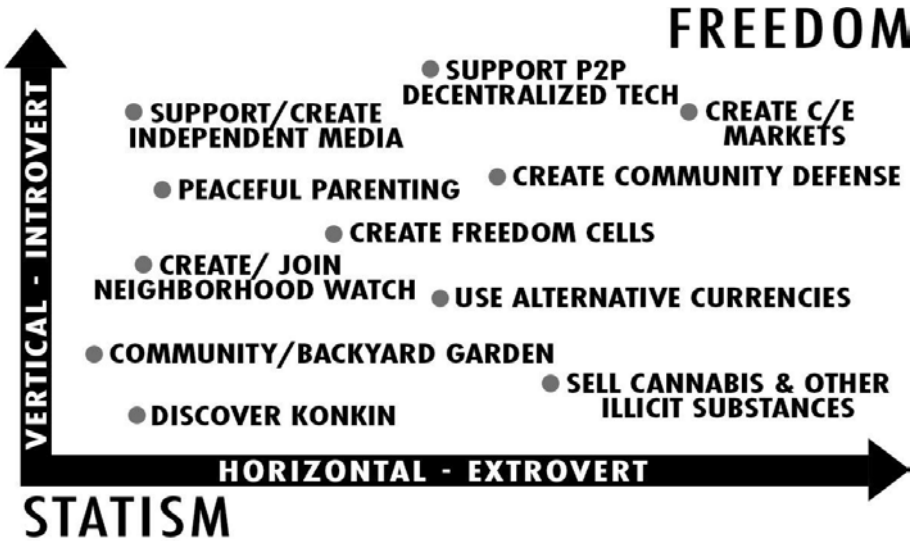 FREEDOM
SUPPORT P2P
DECENTRALIZED TECH
SUPPORT/CREATE
INDEPENDENT MEDIA
CREATE C/E
MARKETS
PEACEFUL PARENTING
CREATE COMMUNITY DEFENSE
CREATE FREEDOM CELLS
CREATE/ JOIN
NEIGHBORHOOD WATCH
USE ALTERNATIVE CURRENCIES
COMMUNITY/BACKYARD GARDEN
SELL CANNABIS & OTHER
ILLICIT SUBSTANCES
DISCOVER KONKIN
VERTICAL - INTROVERT
HORIZONTAL - EXTROVERT
STATISM